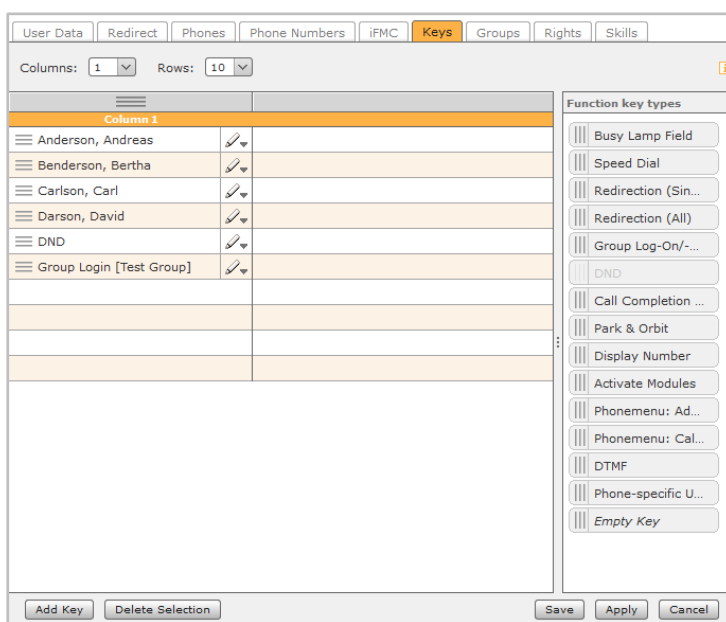 User Data Redirect Phones Phone Numbers iFMC Keys Groups Rights Skills
Columns: 1 Rows: 10
Column 1
Anderson, Andreas
Benderson, Bertha
Carlson, Carl
Darson, David
DND
Group Login [Test Group]
Function key types
Busy Lamp Field
Speed Dial
Redirection (Sin...
Redirection (All)
Group Log-On/-...
DND
Call Completion ...
Park & Orbit
Display Number
Activate Modules
Phonemenu: Ad...
Phonemenu: Cal...
DTMF
Phone-specific U...
Empty Key
Add Key Delete Selection Save Apply Cancel